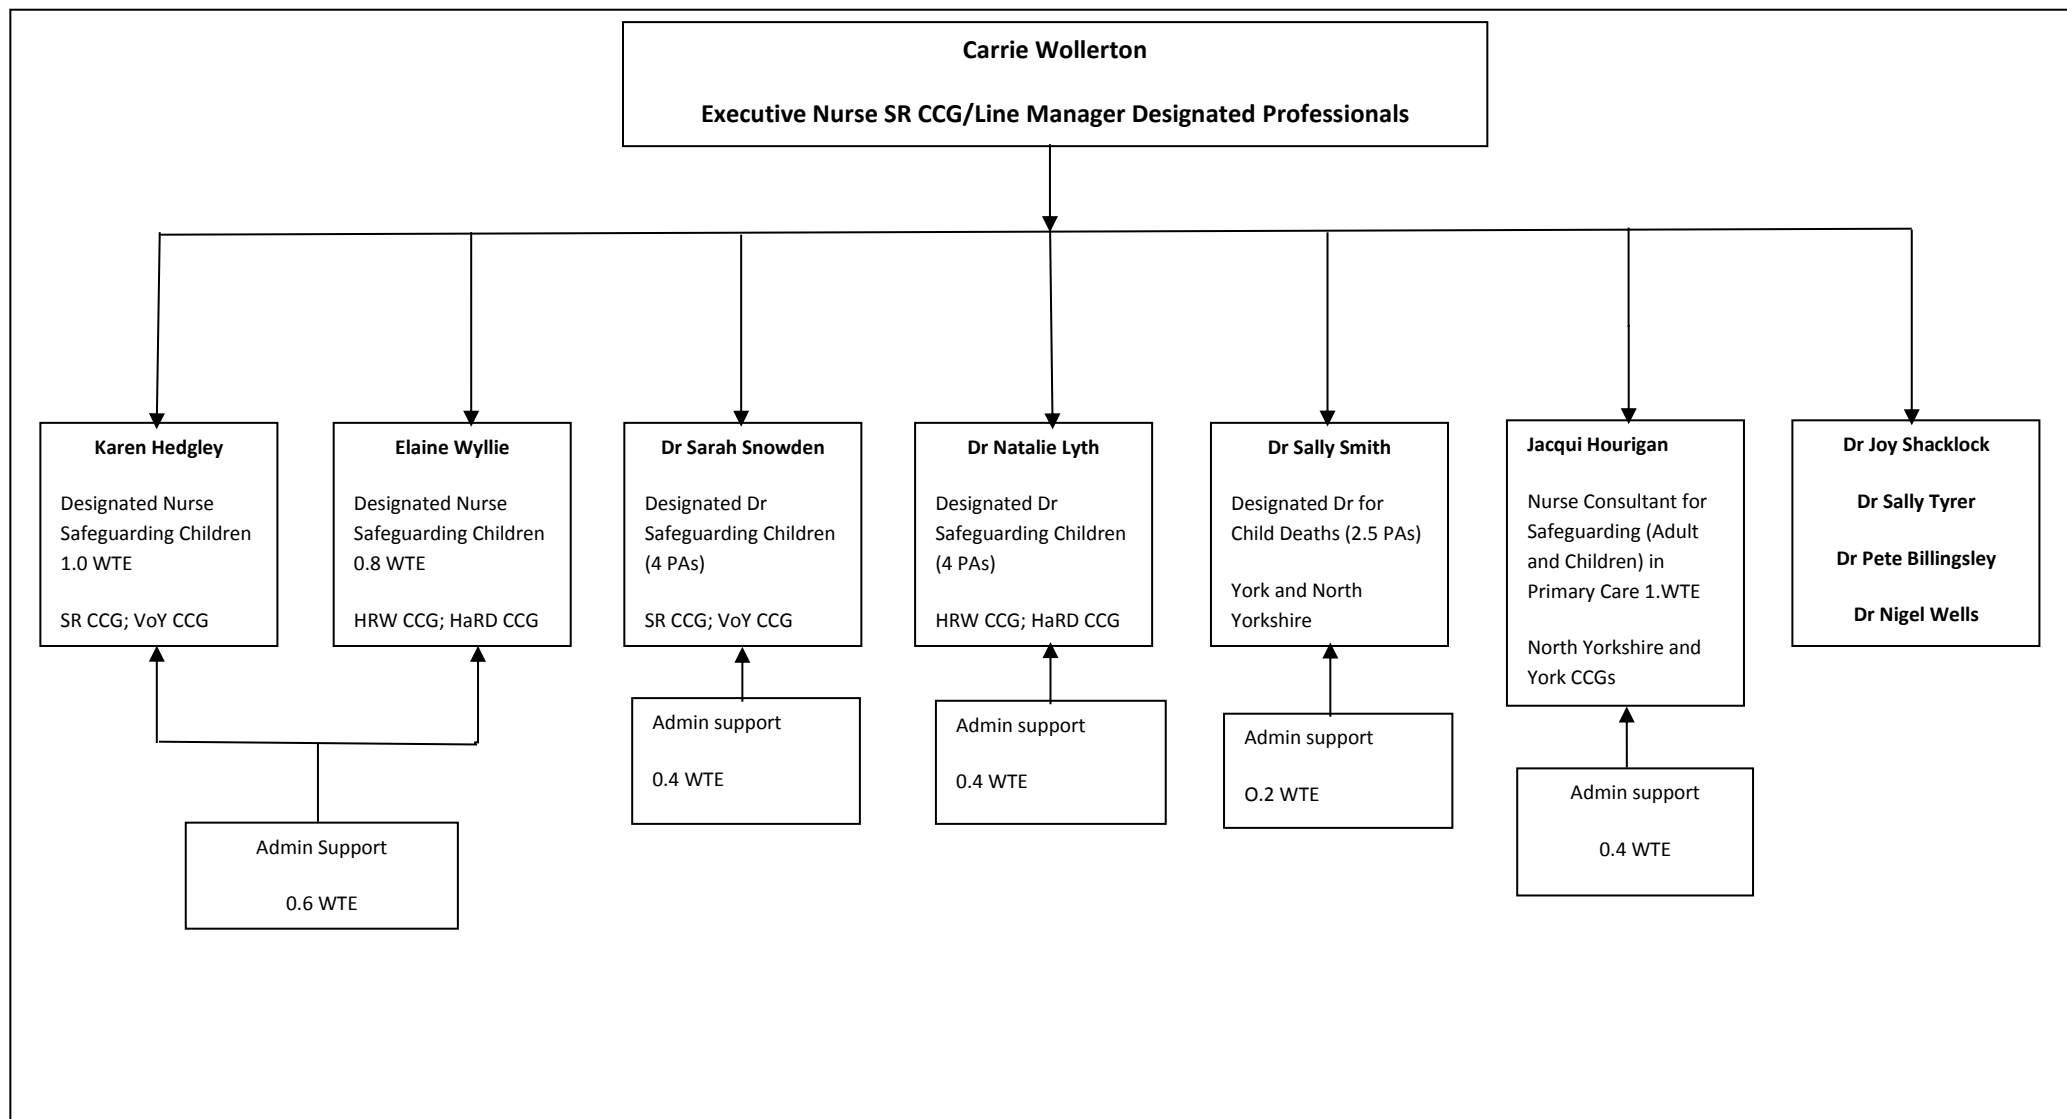 Carrie Wollerton
Executive Nurse SR CCG/Line Manager Designated Professionals
Karen Hedgley
Designated Nurse
Safeguarding Children
1.0 WTE
SR CCG; VoY CCG
Elaine Wyllie
Designated Nurse
Safeguarding Children
0.8 WTE
HRW CCG; HaRD CCG
Dr Sarah Snowden
Designated Dr
Safeguarding Children
(4 PAs)
SR CCG; VoY CCG
Dr Natalie Lyth
Designated Dr
Safeguarding Children
(4 PAs)
HRW CCG; HaRD CCG
Dr Sally Smith
Designated Dr for
Child Deaths (2.5 PAs)
York and North
Yorkshire
Jacqui Hourigan
Nurse Consultant for
Safeguarding (Adult
and Children) in
Primary Care 1.WTE
North Yorkshire and
York CCGs
Dr Joy Shacklock
Dr Sally Tyrer
Dr Pete Billingsley
Dr Nigel Wells
Admin Support
0.6 WTE
Admin support
0.4 WTE
Admin support
0.4 WTE
Admin support
O.2 WTE
Admin support
0.4 WTE